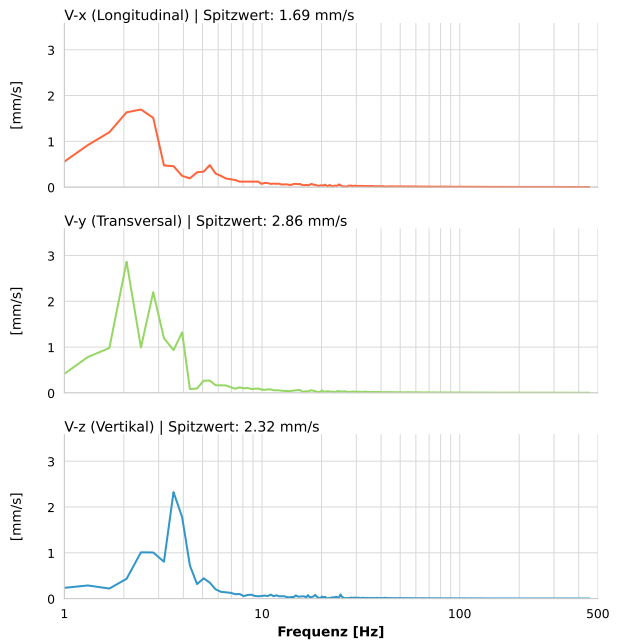 V-x (Longitudinal) | Spitzwert: 1.69 mm/s
3
2
1
0
[mm/s]
V-y (Transversal) | Spitzwert: 2.86 mm/s
3
2
1
0
[mm/s]
V-z (Vertikal) | Spitzwert: 2.32 mm/s
3
2
1
0
[mm/s]
1 10 100 500
Frequenz [Hz]